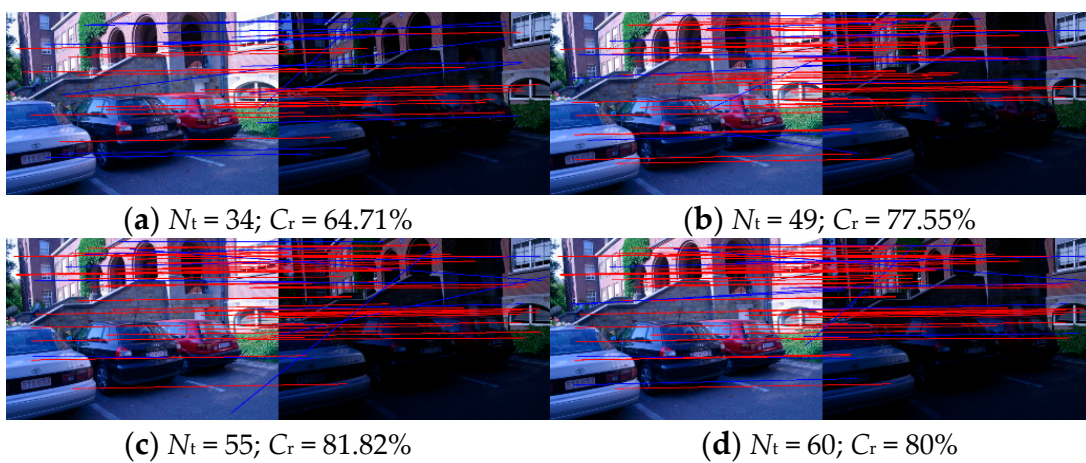 (a) Nt = 34; Cr = 64.71%
(b) Nt = 49; Cr = 77.55%
(c) Nt = 55; Cr = 81.82%
(d) Nt = 60; Cr = 80%